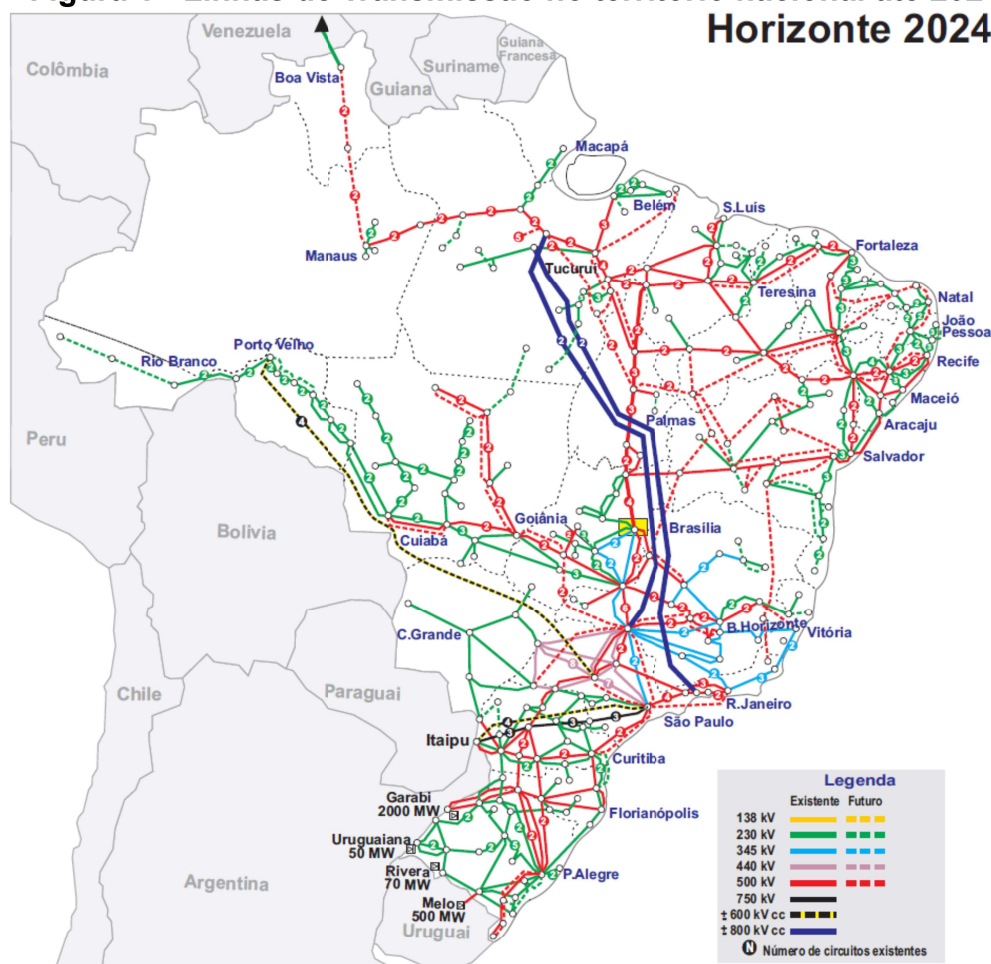 Horizonte 2024
Venezuela
Guiana
Francesa
Suriname
Guiana
Colômbia
Boa Vista
Macapá
Belém
S.Luis
Manaus
Fortaleza
Tucuruí
Teresina
Natal
João
Pessoa
Porto Velho
Rio Branco
Recife
Maceió
Palmas
Aracaju
Peru
Salvador
Goiânia
Brasília
Bolivia
Cuiabá
C.Grande
B.Horizonte
Vitória
Chile
Paraguai
R.Janeiro
São Paulo
Itaipu
Curitiba
Garabi
2000 MW
Florianópolis
Uruguaiana
50 MW
Rivera
70 MW
P.Alegre
Argentina
Melo
500 MW
Uruguai
Legenda
Existente Futuro
138 kV
230 kV
345 kV
440 kV
500 kV
750 kV
±600 kV cc
±800 kV cc
N Número de circuitos existentes